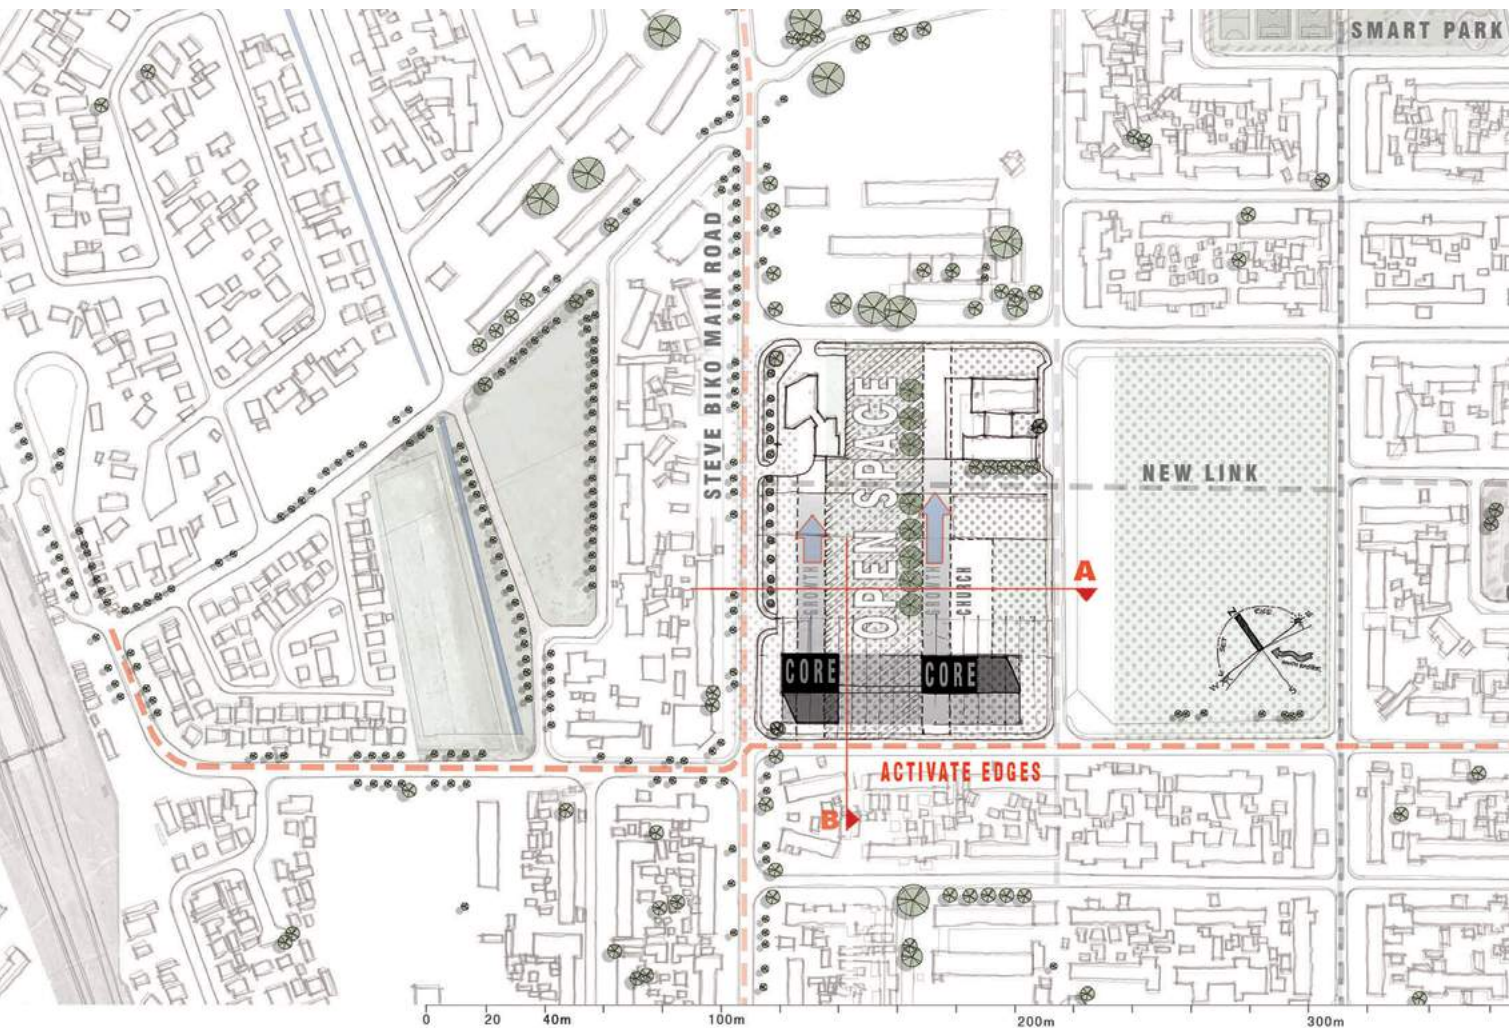 SMART PARK
STEVE BIKO MAIN ROAD
OPEN SPACE
NEW LINK
GROWTH
GROWTH
CHURCH
A
CORE
CORE
N
E
W
S
ACTIVATE EDGES
B
0 20 40m 100m 200m 300m